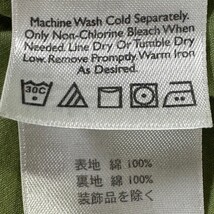 Machine Wash Cold Separately.
Only Non-Chlorine Bleach When
Needed. Line Dry Or Tumble Dry
Low. Remove Promptly. Warm Iron
As Desired.
30C
表地 綿 100%
裏地 綿 100%
装飾品を除く